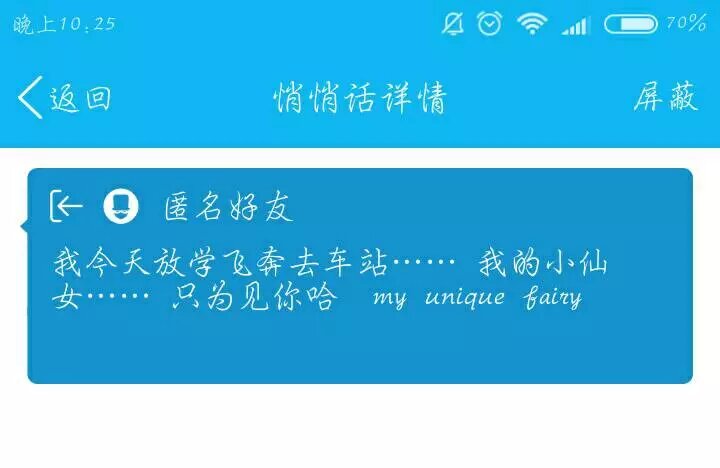 晚上10:25 70%
返回 悄悄话详情 屏蔽
匿名好友
我今天放学飞奔去车站…… 我的小仙
女…… 只为见你哈 my unique fairy